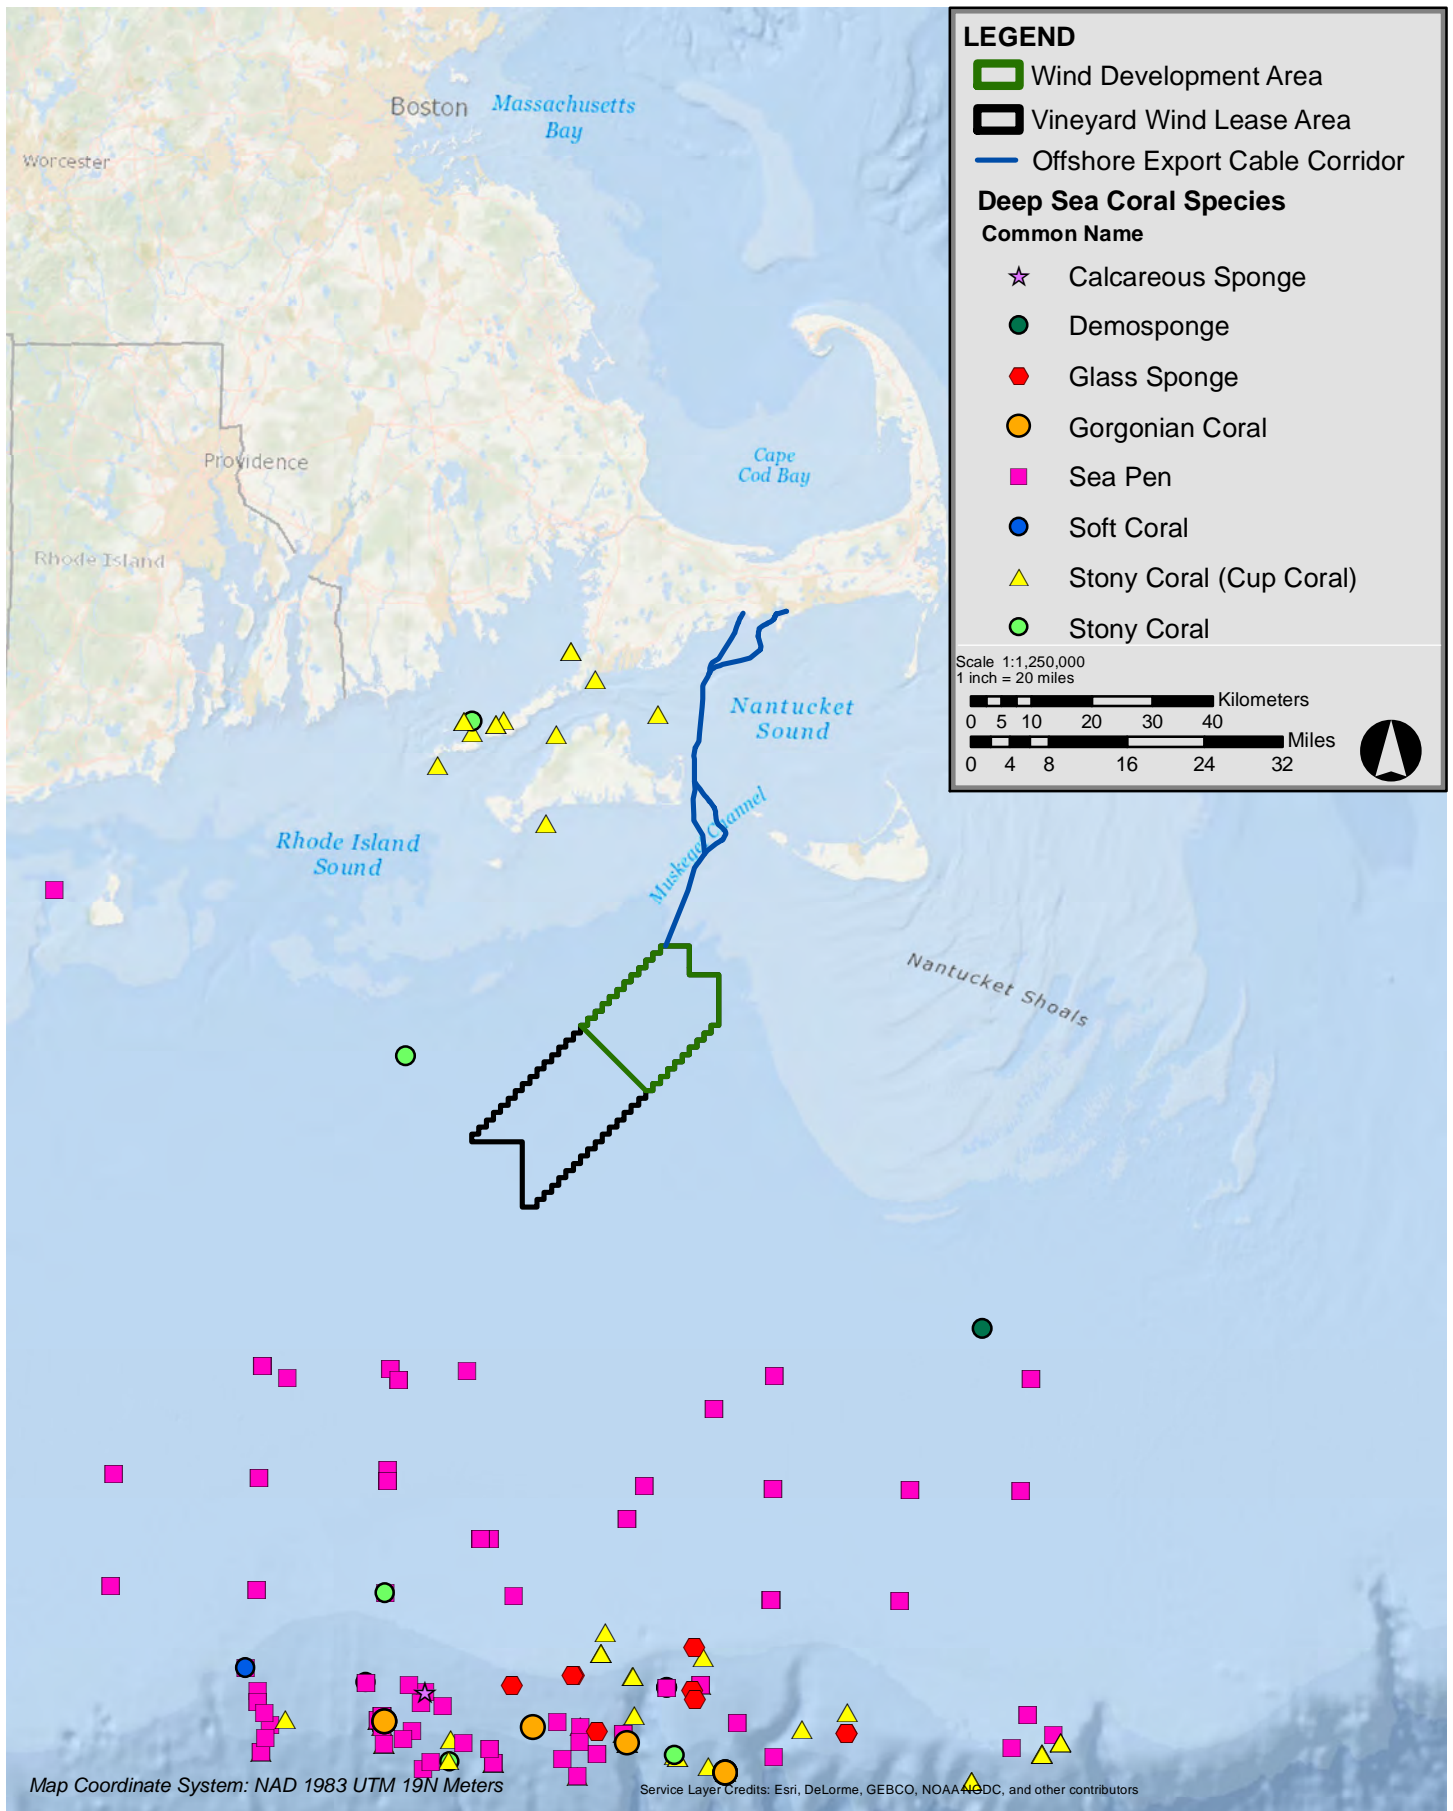 LEGEND
Wind Development Area
Vineyard Wind Lease Area
Offshore Export Cable Corridor
Deep Sea Coral Species
Common Name
Calcareous Sponge
Demosponge
Glass Sponge
Gorgonian Coral
Sea Pen
Soft Coral
Stony Coral (Cup Coral)
Stony Coral
Scale 1:1,250,000
1 inch = 20 miles
Kilometers
0 5 10 20 30 40
Miles
0 4 8 16 24 32
Boston
Massachusetts
Bay
Worcester
Cape
Cod Bay
Providence
Rhode Island
Nantucket
Sound
Muskeget Channel
Rhode Island
Sound
Nantucket Shoals
Map Coordinate System: NAD 1983 UTM 19N Meters
Service Layer Credits: Esri, DeLorme, GEBCO, NOAA NGDC, and other contributors